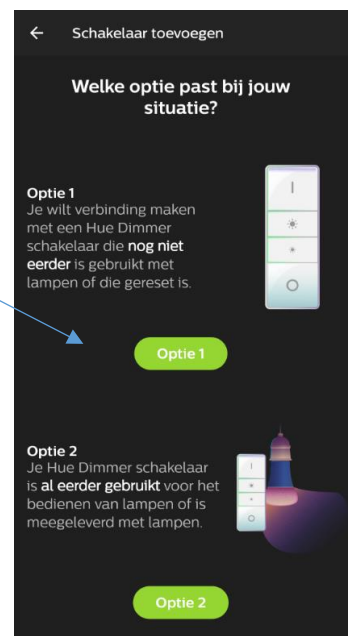 Schakelaar toevoegen
Welke optie past bij jouw
situatie?
Optie 1
Je wilt verbinding maken
met een Hue Dimmer
schakelaar die nog niet
eerder is gebruikt met
lampen of die gereset is.
Optie 1
Optie 2
Je Hue Dimmer schakelaar
is al eerder gebruikt voor het
bedienen van lampen of is
meegeleverd met lampen.
Optie 2